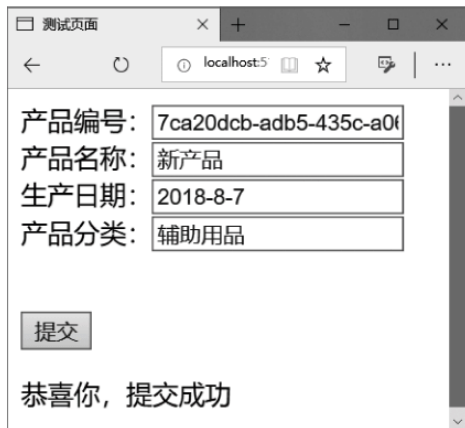 测试页面
localhost:5
产品编号： 7ca20dcb-adb5-435c-a06
产品名称： 新产品
生产日期： 2018-8-7
产品分类： 辅助用品
提交
恭喜你，提交成功